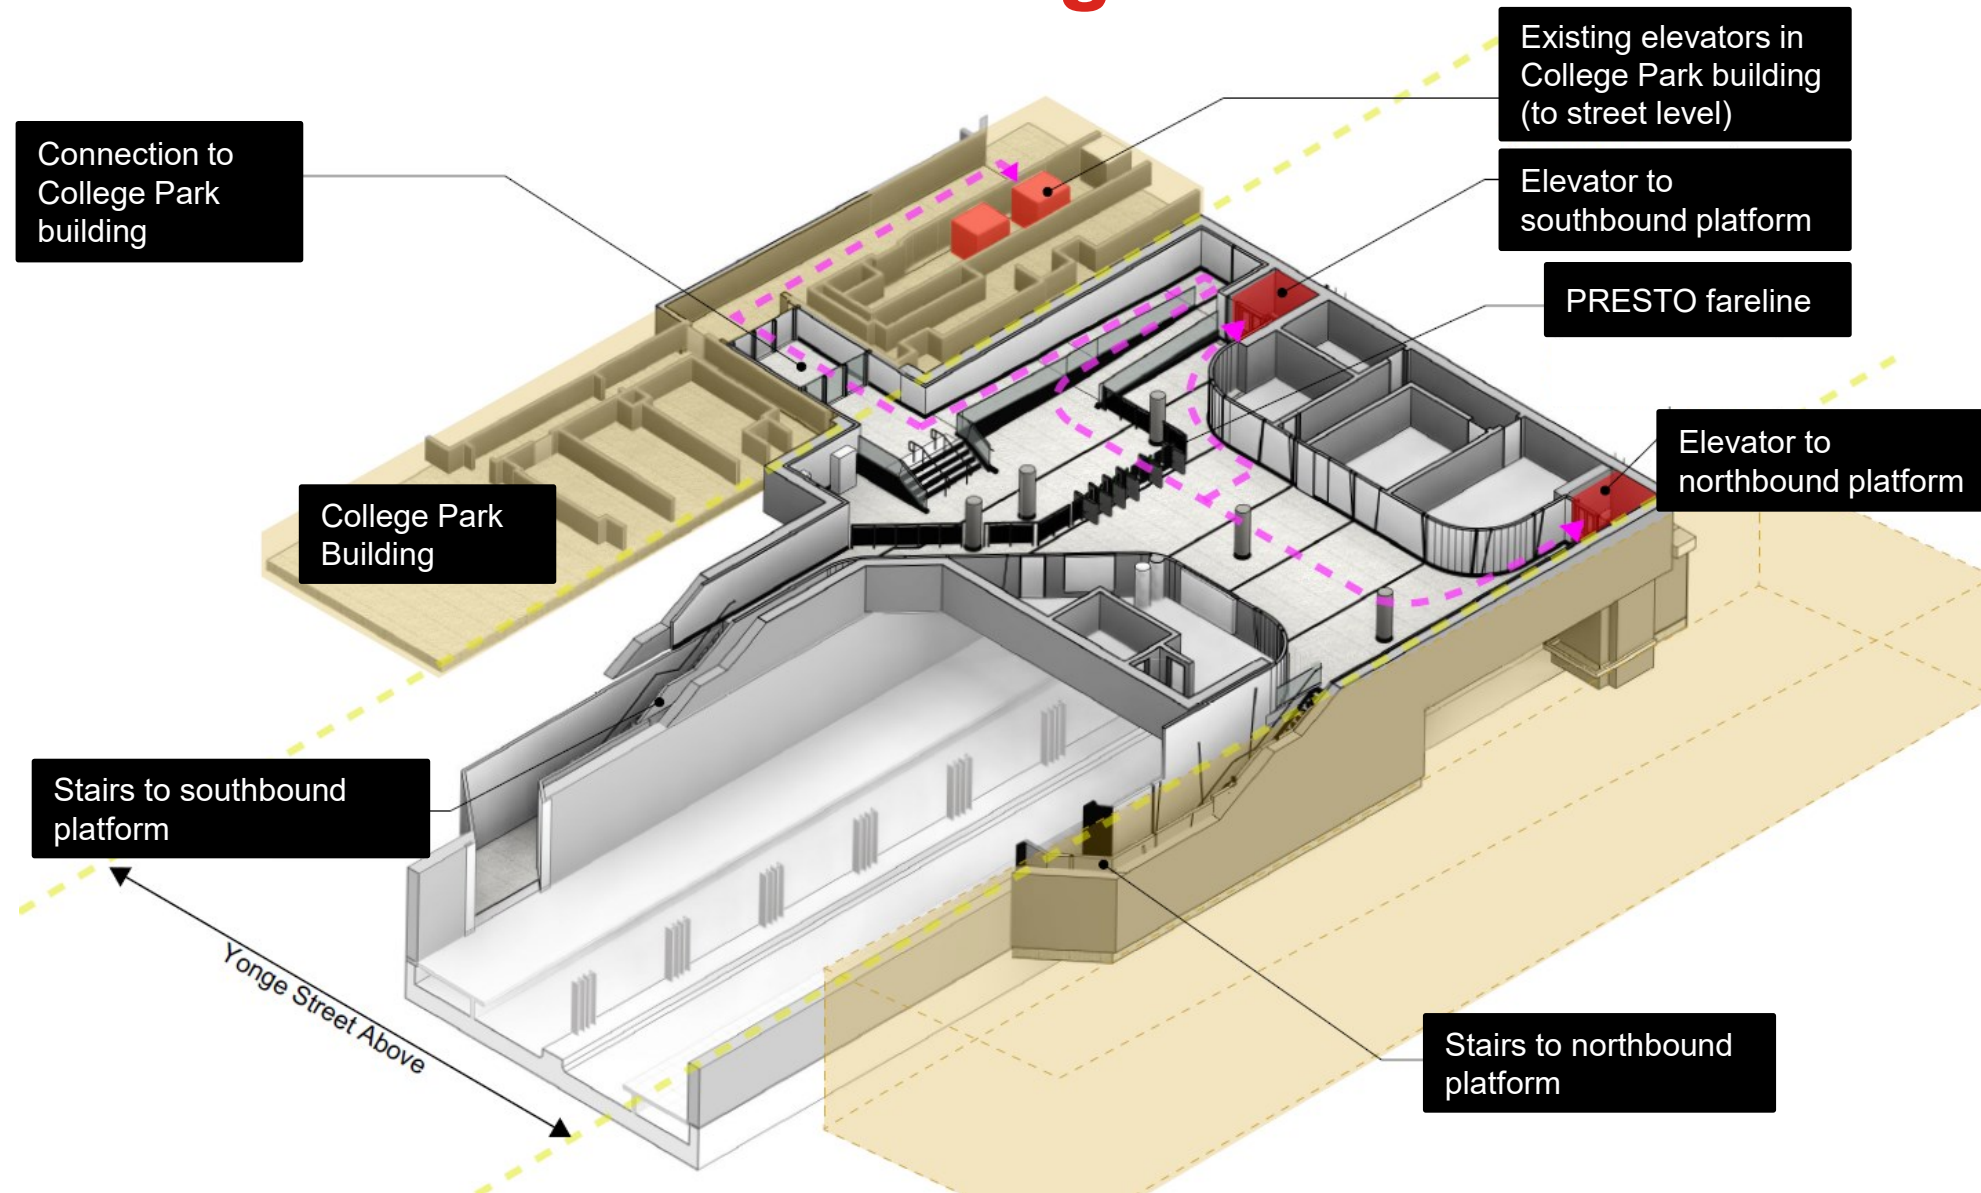 g
Existing elevators in
College Park building
(to street level)
Connection to
College Park
building
Elevator to
southbound platform
PRESTO fareline
Elevator to
northbound platform
College Park
Building
Stairs to southbound
platform
Yonge Street Above
Stairs to northbound
platform